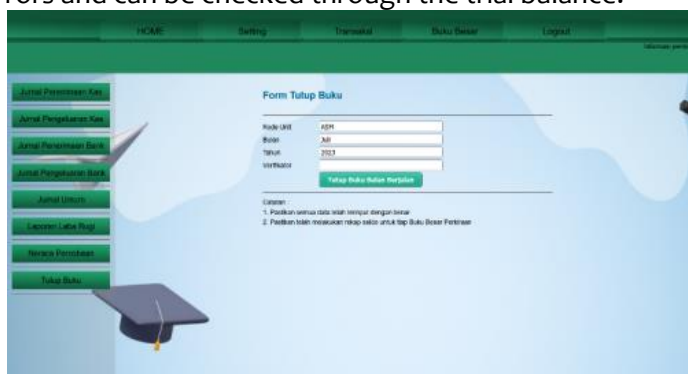 rors and can be checked through the trial balance.
HOME Setting Transaksi Buku Besar Logout
Jurnal Penerimaan Kas
Jurnal Pengeluaran Kas
Jurnal Penerimaan Bank
Jurnal Pengeluaran Bank
Jurnal Umum
Laporan Laba Rugi
Neraca Percobaan
Tutup Buku
Form Tutup Buku
Kode Unit
Bulan Juli
Tahun 2023
Verifikator
Tutup Buku Bulan Berjalan
Catatan :
1. Pastikan semua data telah terinput dengan benar
2. Pastikan telah melakukan rekap saldo untuk tiap Buku Besar Perkiraan